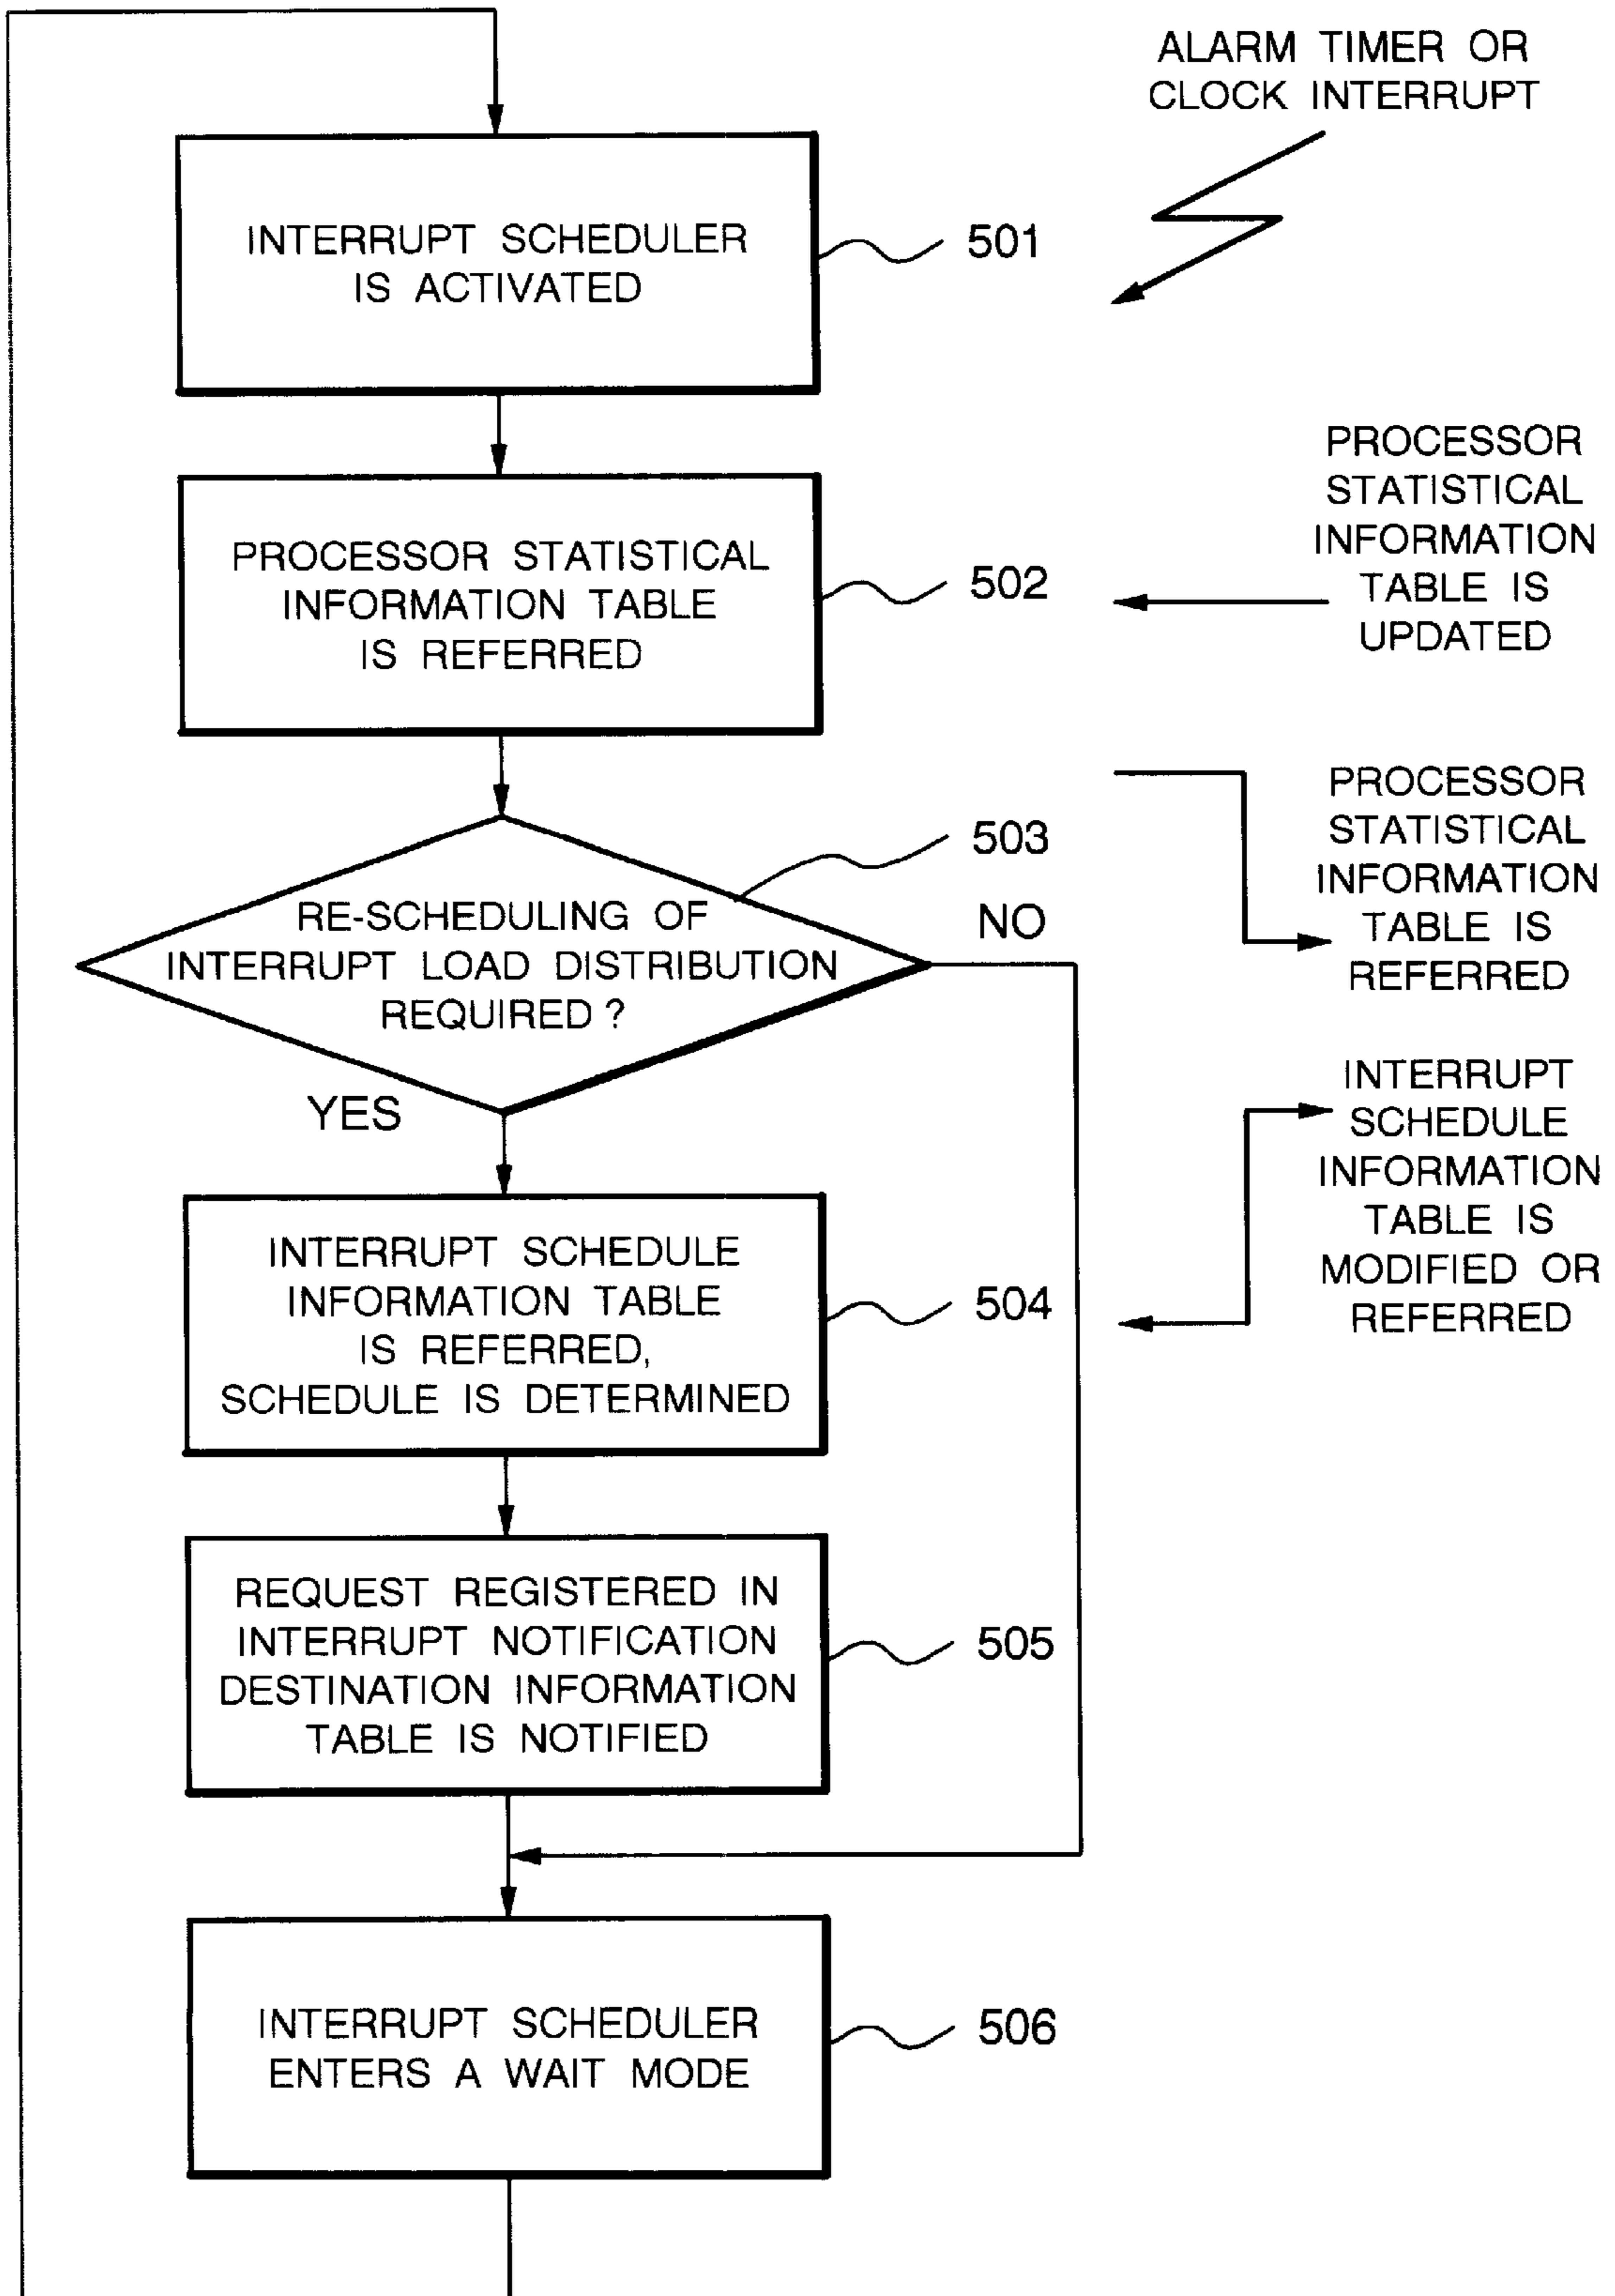 ALARM TIMER OR
CLOCK INTERRUPT
INTERRUPT SCHEDULER
IS ACTIVATED
501
PROCESSOR STATISTICAL
INFORMATION TABLE
IS REFERRED
502
PROCESSOR
STATISTICAL
INFORMATION
TABLE IS
UPDATED
503
RE-SCHEDULING OF
INTERRUPT LOAD DISTRIBUTION
REQUIRED ?
NO
YES
PROCESSOR
STATISTICAL
INFORMATION
TABLE IS
REFERRED
INTERRUPT
SCHEDULE
INFORMATION
TABLE IS
MODIFIED OR
REFERRED
INTERRUPT SCHEDULE
INFORMATION TABLE
IS REFERRED,
SCHEDULE IS DETERMINED
504
REQUEST REGISTERED IN
INTERRUPT NOTIFICATION
DESTINATION INFORMATION
TABLE IS NOTIFIED
505
INTERRUPT SCHEDULER
ENTERS A WAIT MODE
506